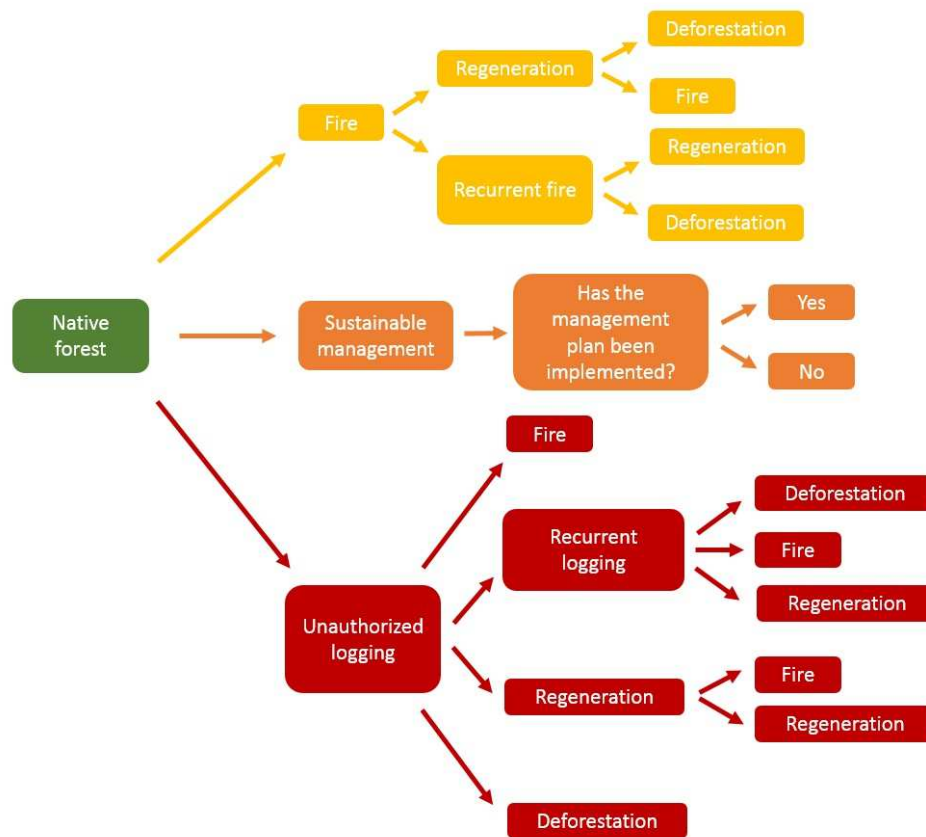 Deforestation
Regeneration
Fire
Fire
Regeneration
Recurrent fire
Deforestation
Native
forest
Sustainable
management
Has the
management
plan been
implemented?
Yes
No
Fire
Deforestation
Recurrent
logging
Fire
Regeneration
Unauthorized
logging
Fire
Regeneration
Regeneration
Deforestation